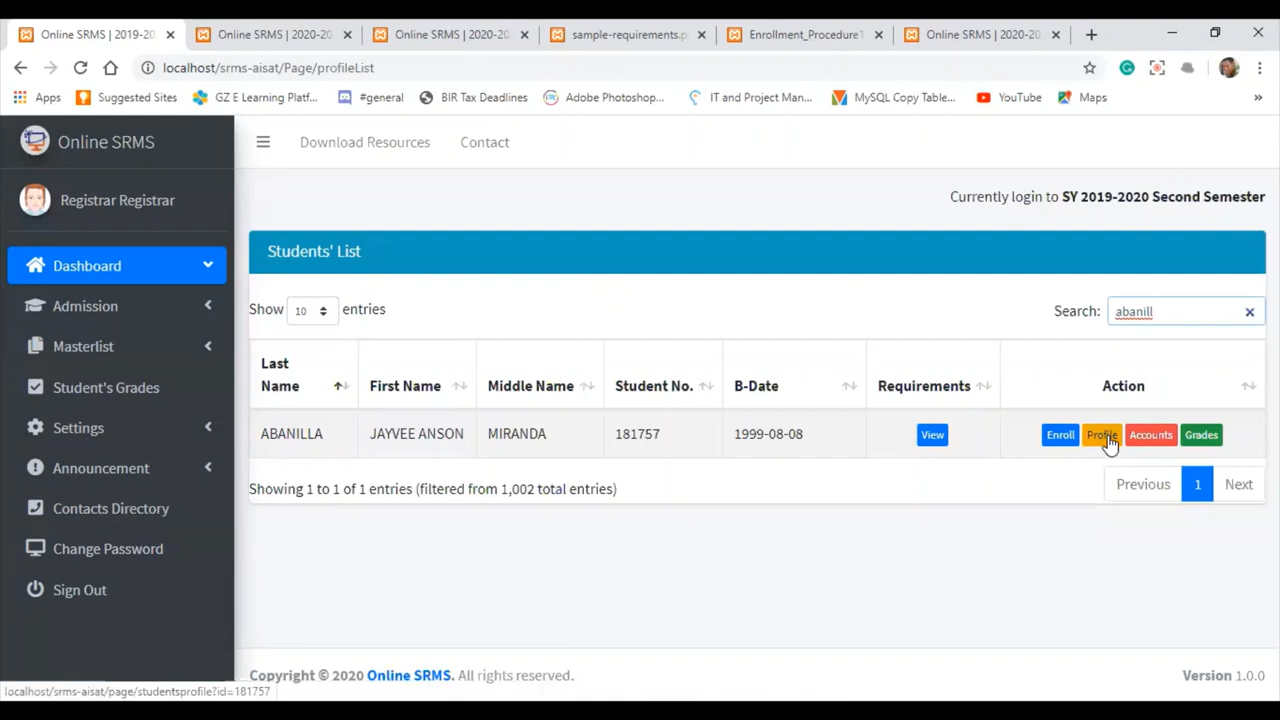 Online SRMS | 2019-20
Online SRMS | 2020-20
Online SRMS | 2020-20
sample-requirements.p
Enrollment_Procedure1
Online SRMS | 2020-20
localhost/srms-aisat/Page/profileList
Apps
Suggested Sites
GZ E Learning Platf...
#general
BIR Tax Deadlines
Adobe Photoshop...
IT and Project Man...
MySQL Copy Table...
YouTube
Maps
»
Online SRMS
Download Resources
Contact
Registrar Registrar
Currently login to SY 2019-2020 Second Semester
Dashboard
Admission
Masterlist
Student's Grades
Settings
Announcement
Contacts Directory
Change Password
Sign Out
Students' List
Show 10 entries
Search: abanill
Last Name
First Name
Middle Name
Student No.
B-Date
Requirements
Action
ABANILLA JAYVEE ANSON MIRANDA 181757 1999-08-08 View Enroll Profile Accounts Grades
Showing 1 to 1 of 1 entries (filtered from 1,002 total entries)
Previous 1 Next
Copyright © 2020 Online SRMS. All rights reserved.
Version 1.0.0
localhost/srms-aisat/page/studentsprofile?id=181757